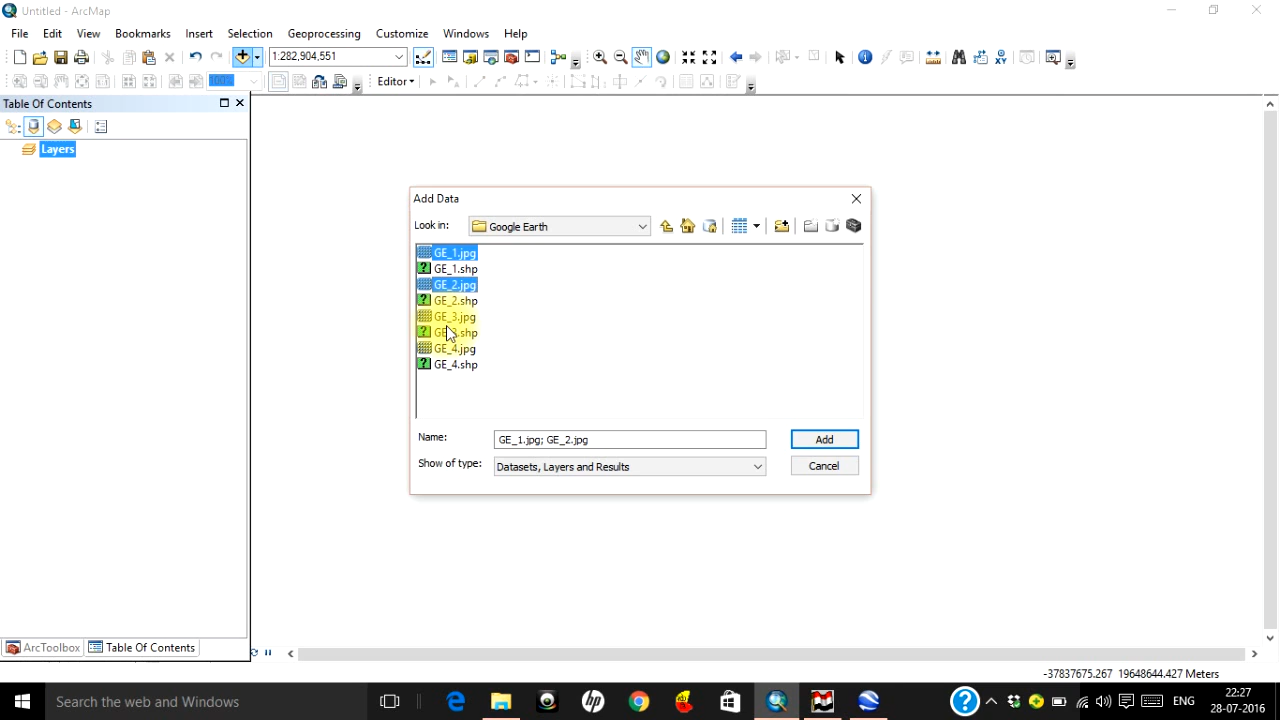 Untitled - ArcMap
File Edit View Bookmarks Insert Selection Geoprocessing Customize Windows Help
1:282,904,551
100%
Editor
Table Of Contents
Layers
Add Data
Look in: Google Earth
GE_1.jpg
GE_1.shp
GE_2.jpg
GE_2.shp
GE_3.jpg
GE_3.shp
GE_4.jpg
GE_4.shp
Name: GE_1.jpg; GE_2.jpg Add
Show of type: Datasets, Layers and Results Cancel
ArcToolbox Table Of Contents
-37837675.267 19648644.427 Meters
Search the web and Windows
ENG
22:27
28-07-2016